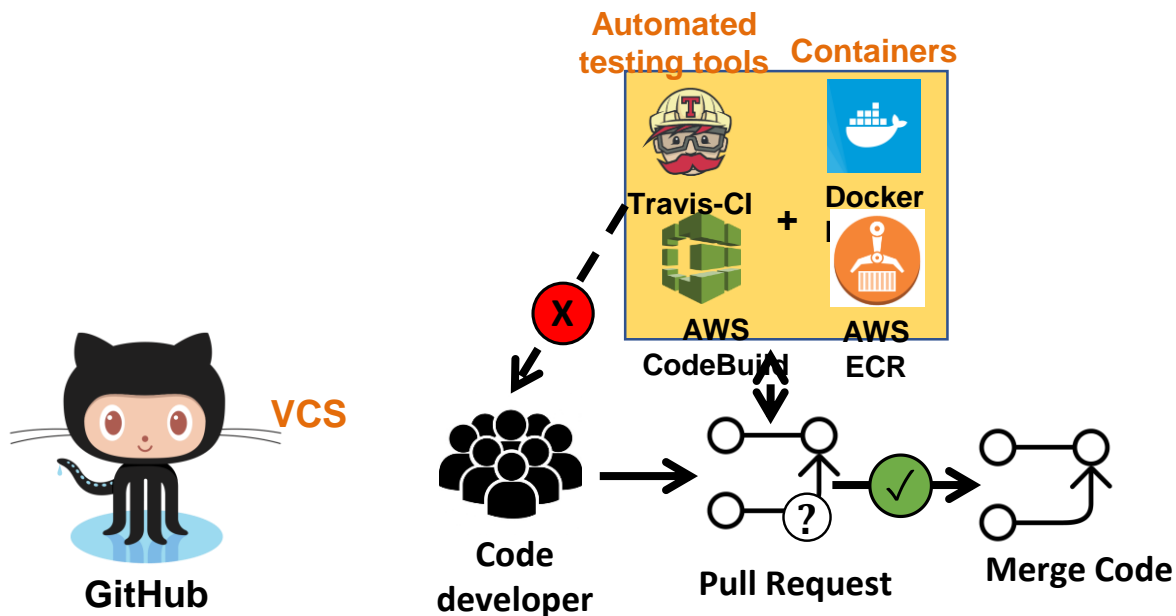 Automated
testing tools
Containers
T
Travis-CI
Docker
+
AWS
CodeBuild
AWS
ECR
X
VCS
GitHub
Code
developer
?
Pull Request
✓
Merge Code